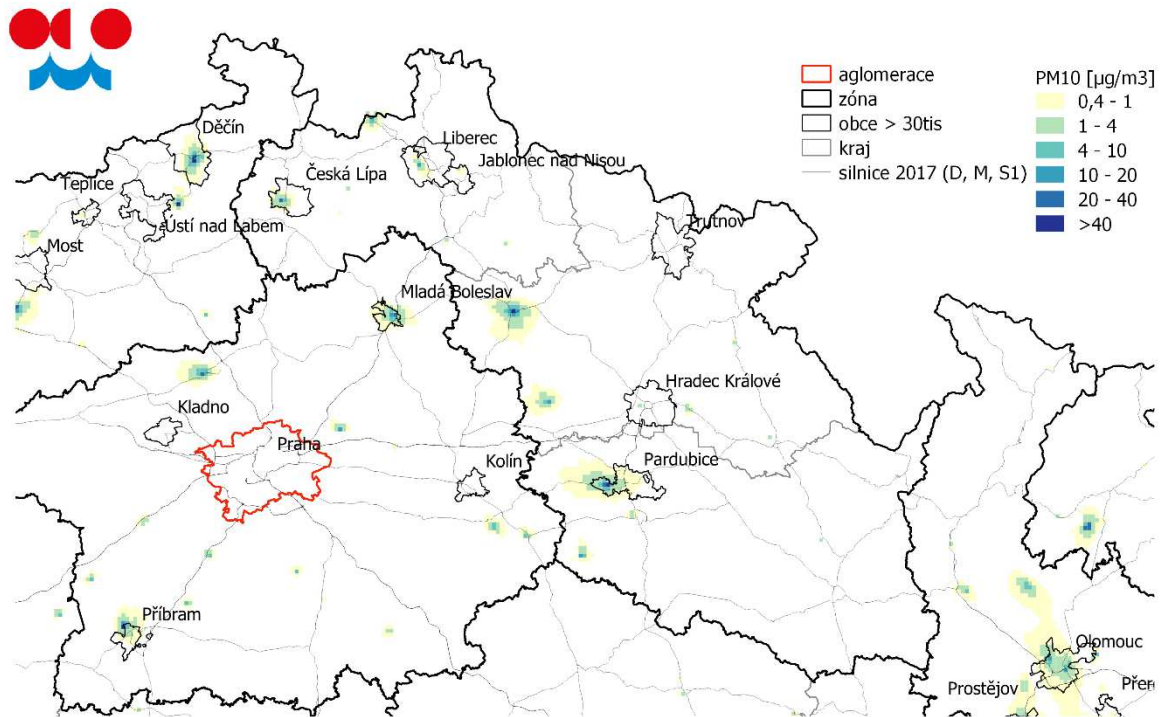 aglomerace
zóna
obce > 30tis
kraj
silnice 2017 (D, M, S1)
PM10 [µg/m3]
0,4 - 1
1 - 4
4 - 10
10 - 20
20 - 40
>40
Děčín
Liberec
Jablonec nad Nisou
Česká Lípa
Teplice
Ústí nad Labem
Trutnov
Most
Mladá Boleslav
Hradec Králové
Kladno
Praha
Kolín
Pardubice
Příbram
Olomouc
Prostějov
Přer